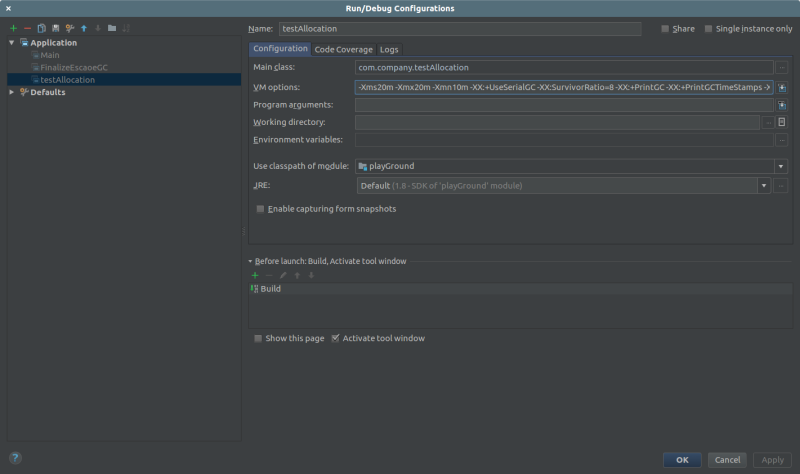 Run/Debug Configurations
Name: testAllocation
Share
Single instance only
Application
Main
FinalizeEscaoeGC
testAllocation
Defaults
Configuration Code Coverage Logs
Main class: com.company.testAllocation
VM options: -Xms20m -Xmx20m -Xmn10m -XX:+UseSerialGC -XX:SurvivorRatio=8 -XX:+PrintGC -XX:+PrintGCTimeStamps -X
Program arguments:
Working directory:
Environment variables:
Use classpath of module: playGround
JRE: Default (1.8 - SDK of 'playGround' module)
Enable capturing form snapshots
Before launch: Build, Activate tool window
Build
Show this page Activate tool window
? OK Cancel Apply